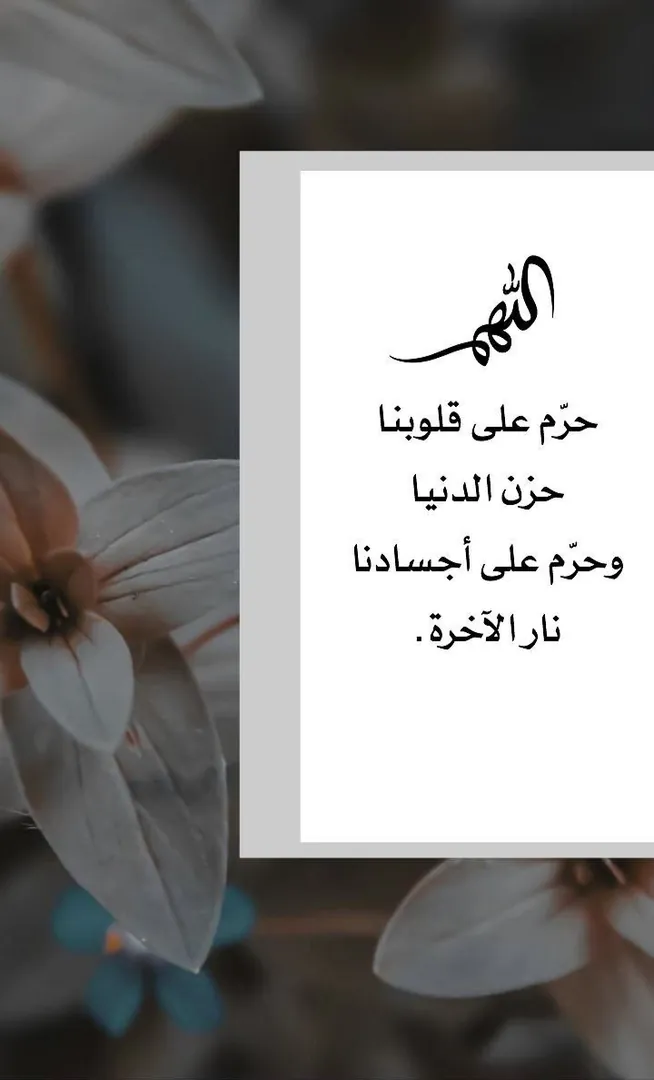 اللهم
حرّم على قلوبنا
حزن الدنيا
وحرّم على أجسادنا
نار الآخرة .